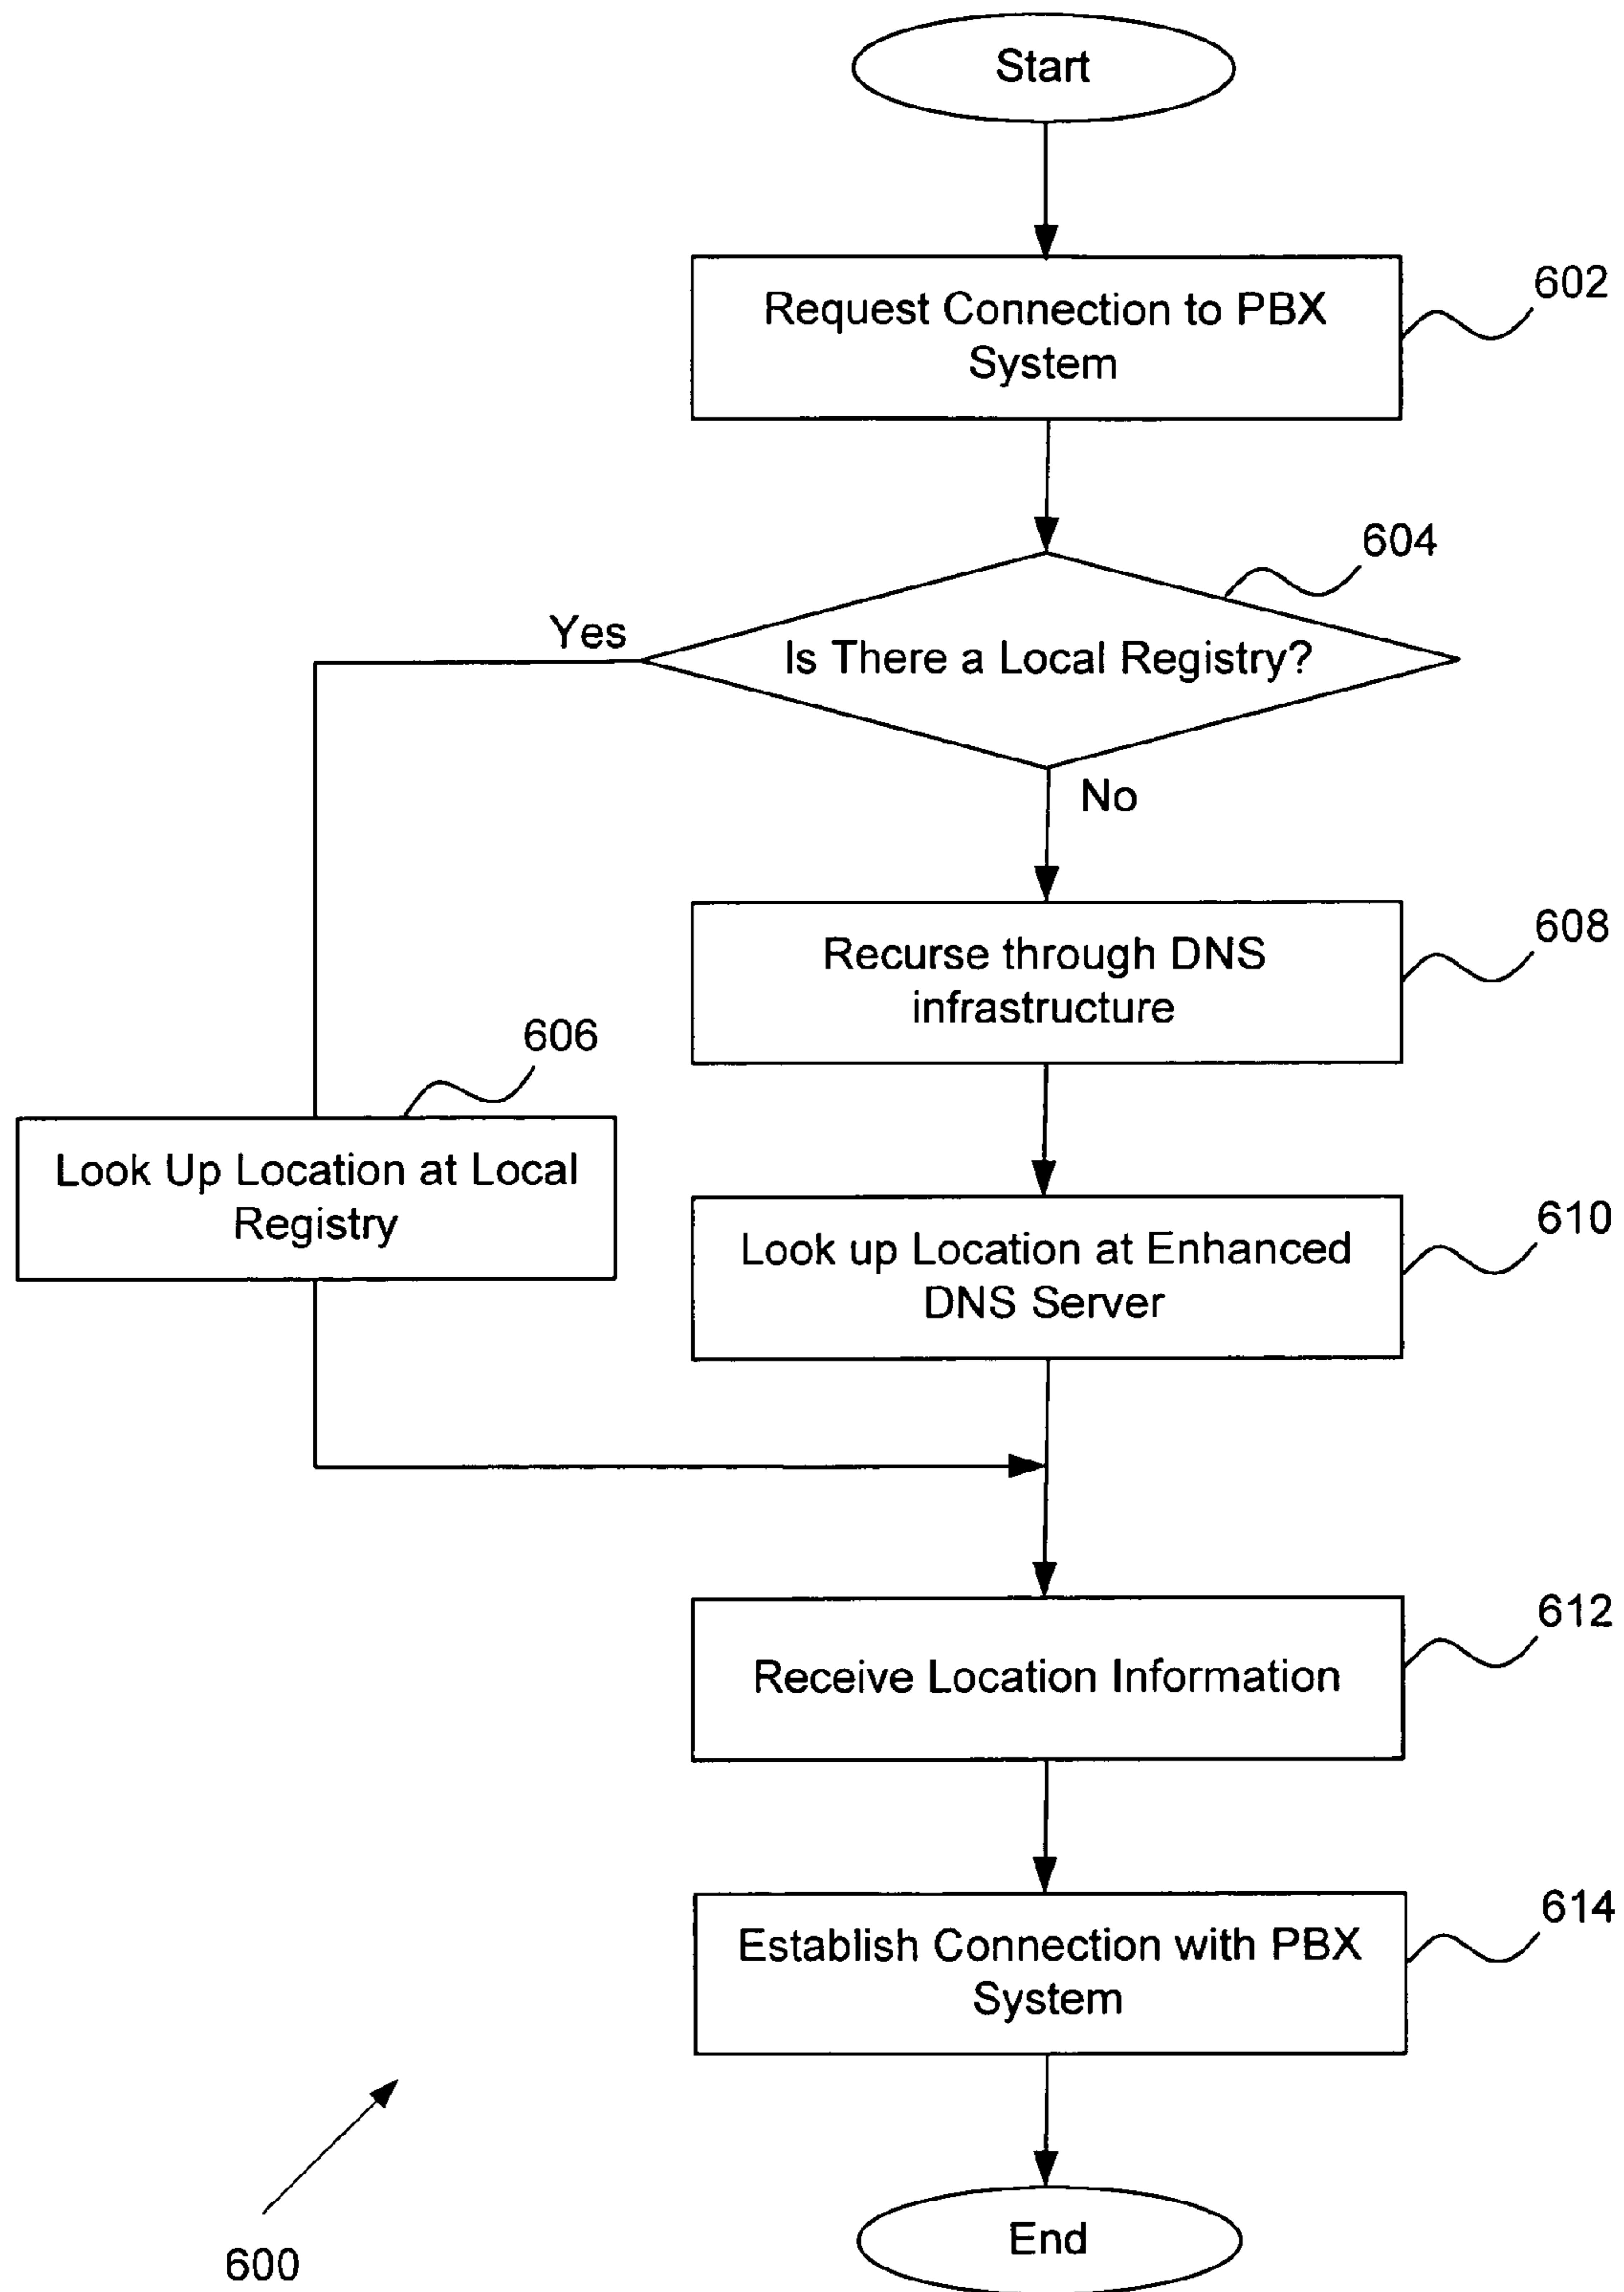 Start
Request Connection to PBX
System
602
604
Yes
Is There a Local Registry?
No
Recurse through DNS
infrastructure
608
606
Look Up Location at Local
Registry
Look up Location at Enhanced
DNS Server
610
Receive Location Information
612
Establish Connection with PBX
System
614
End
600